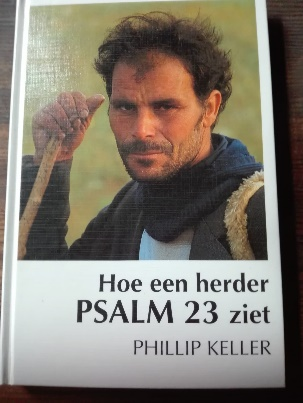 Hoe een herder
PSALM 23 ziet
PHILLIP KELLER